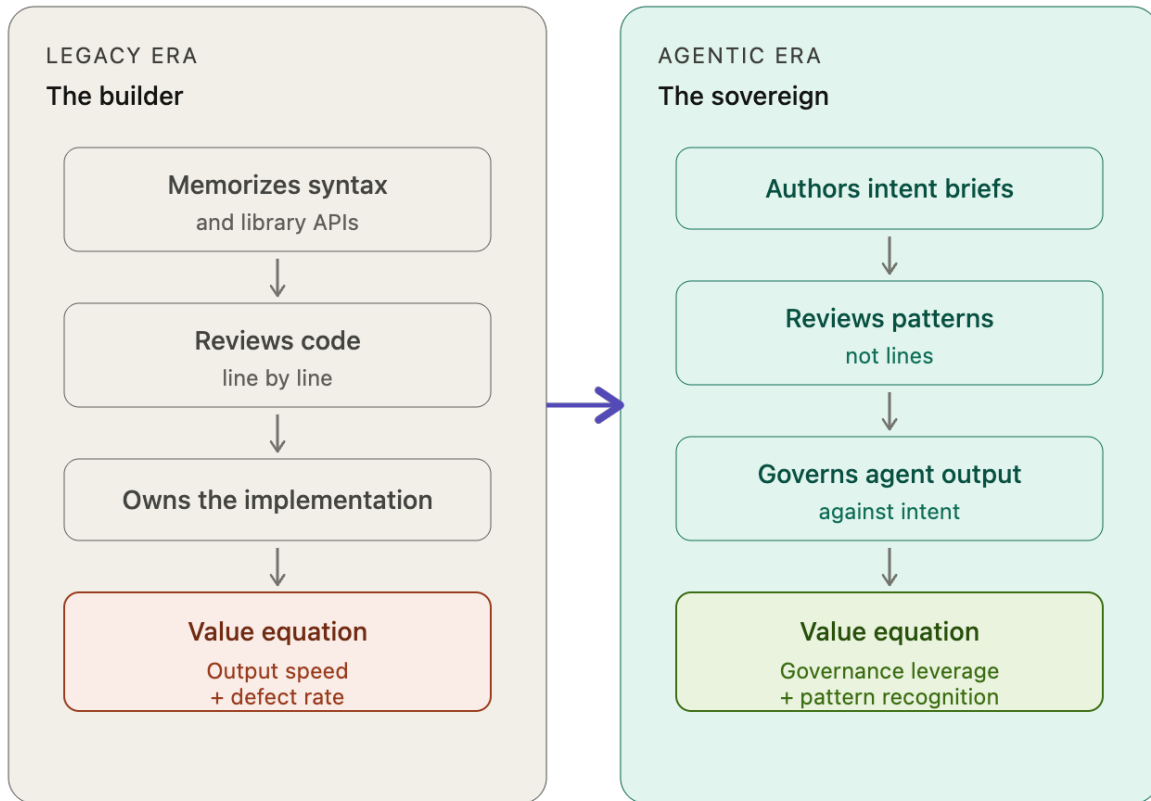 LEGACY ERA
The builder
Memorizes syntax
and library APIs
Reviews code
line by line
Owns the implementation
Value equation
Output speed
+ defect rate
AGENTIC ERA
The sovereign
Authors intent briefs
Reviews patterns
not lines
Governs agent output
against intent
Value equation
Governance leverage
+ pattern recognition